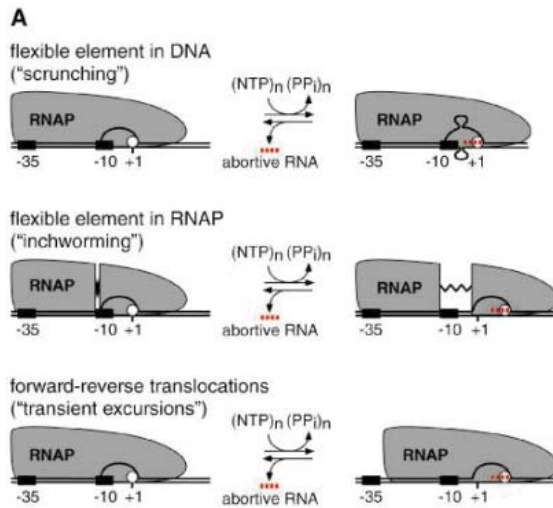 A
flexible element in DNA
("scrunching")
(NTP)n (PPi)n
RNAP
RNAP
abortive RNA
-35 -10 +1
-35 -10 +1
flexible element in RNAP
("inchworming")
(NTP)n (PPi)n
RNAP
RNAP
abortive RNA
-35 -10 +1
-35 -10 +1
forward-reverse translocations
("transient excursions")
(NTP)n (PPi)n
RNAP
RNAP
abortive RNA
-35 -10 +1
-35 -10 +1